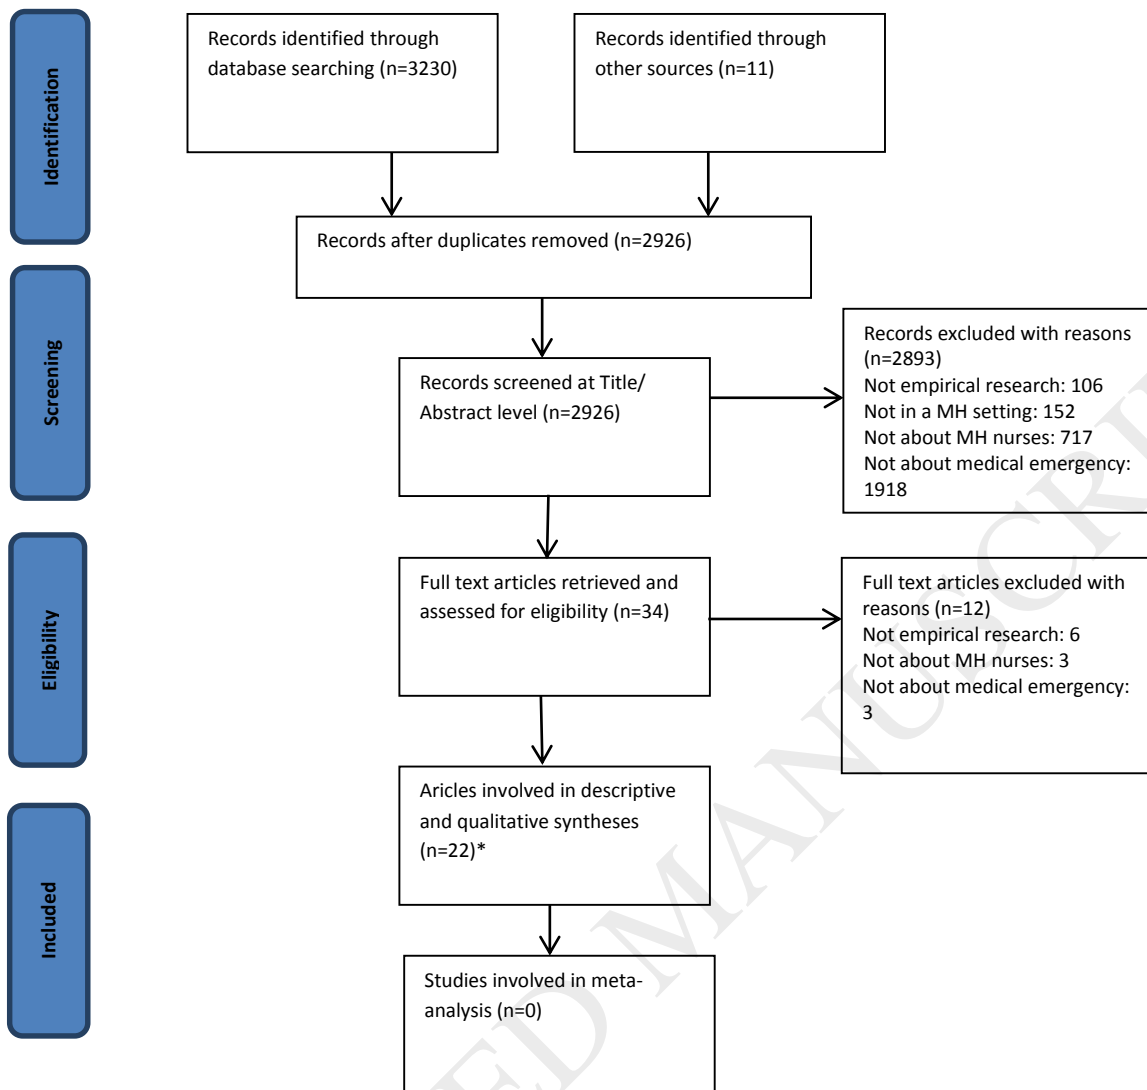 Identification
Records identified through
database searching (n=3230)
Records identified through
other sources (n=11)
Records after duplicates removed (n=2926)
Screening
Records screened at Title/
Abstract level (n=2926)
Records excluded with reasons
(n=2893)
Not empirical research: 106
Not in a MH setting: 152
Not about MH nurses: 717
Not about medical emergency:
1918
Eligibility
Full text articles retrieved and
assessed for eligibility (n=34)
Full text articles excluded with
reasons (n=12)
Not empirical research: 6
Not about MH nurses: 3
Not about medical emergency:
3
Included
Aricles involved in descriptive
and qualitative syntheses
(n=22)*
Studies involved in meta-
analysis (n=0)
ED MANUSCRI